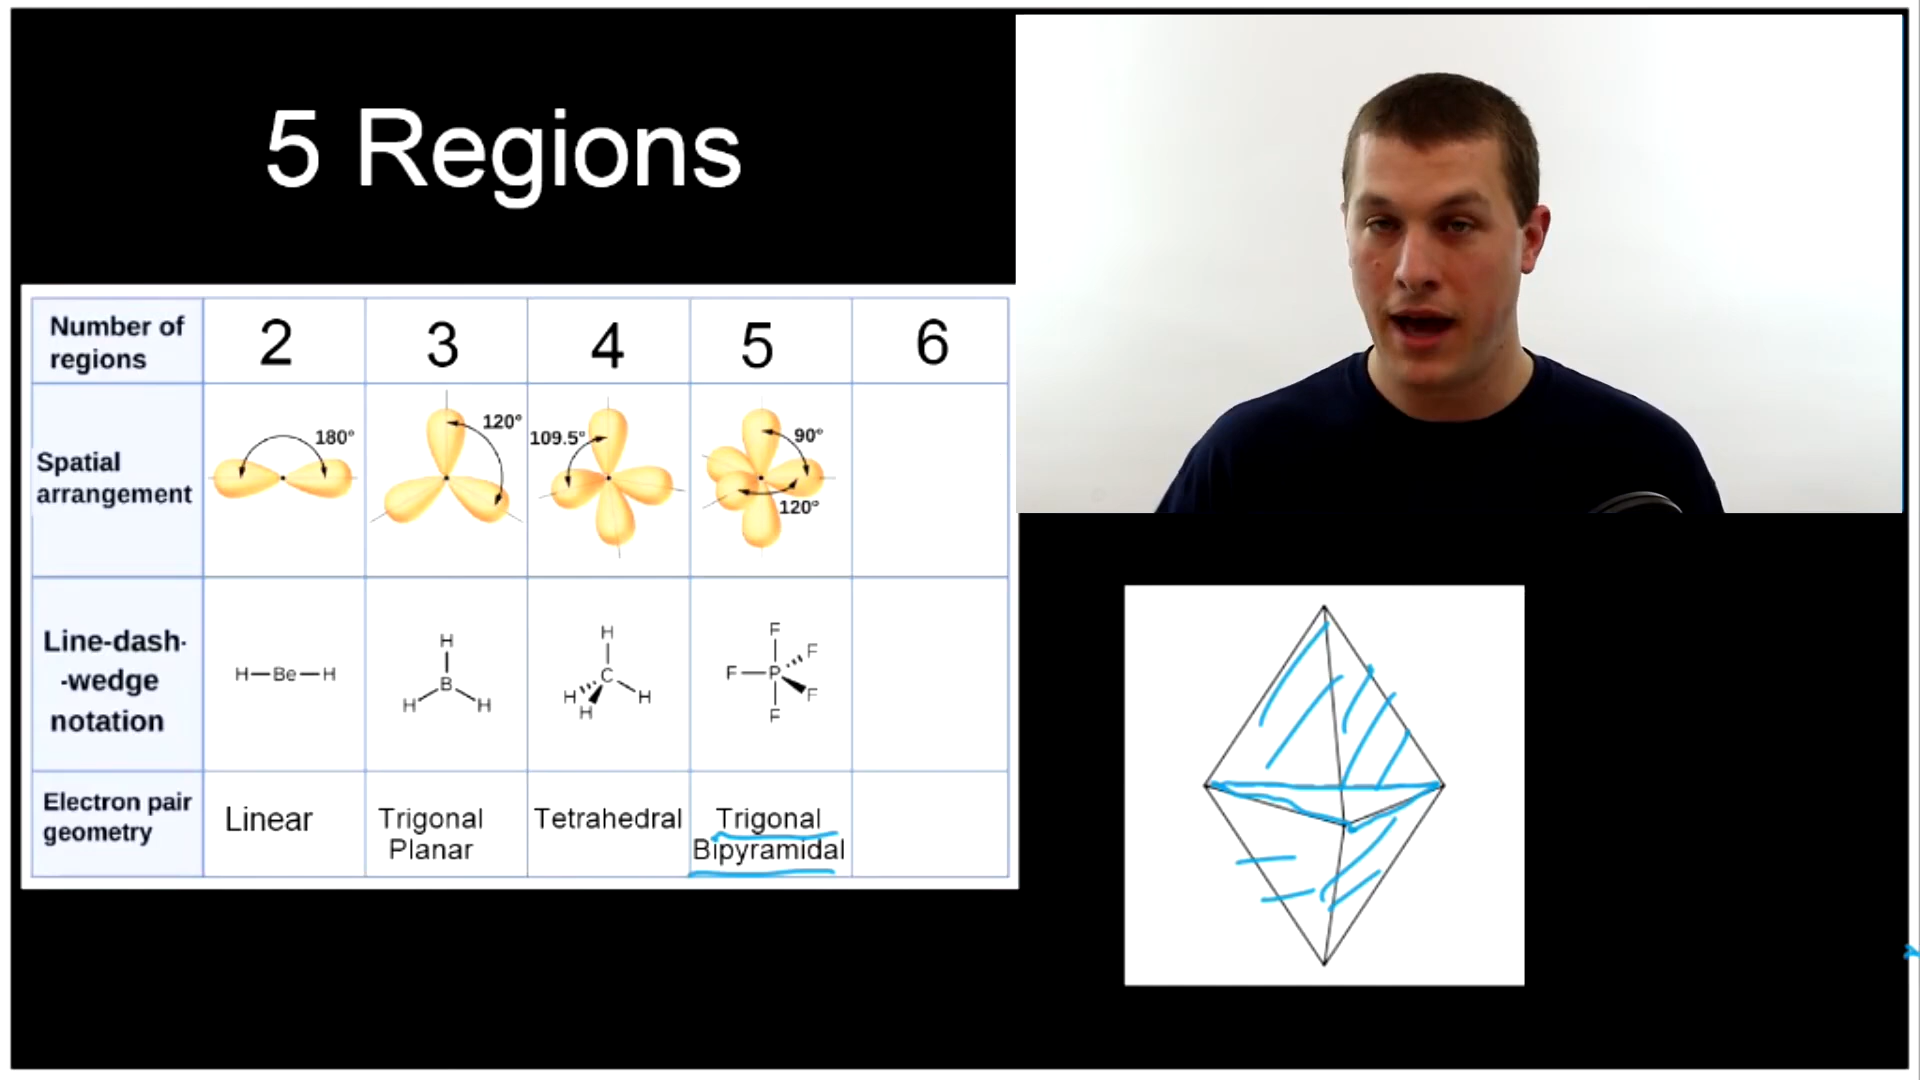 5 Regions
Number of regions
2
3
4
5
6
Spatial arrangement
180°
120°
109.5°
90°
120°
Line-dash-
-wedge
notation
H—Be—H
H
B
H
H
H
C
H
H
H
F
F
F—P
F
F
Electron pair geometry
Linear
Trigonal
Planar
Tetrahedral
Trigonal
Bipyramidal